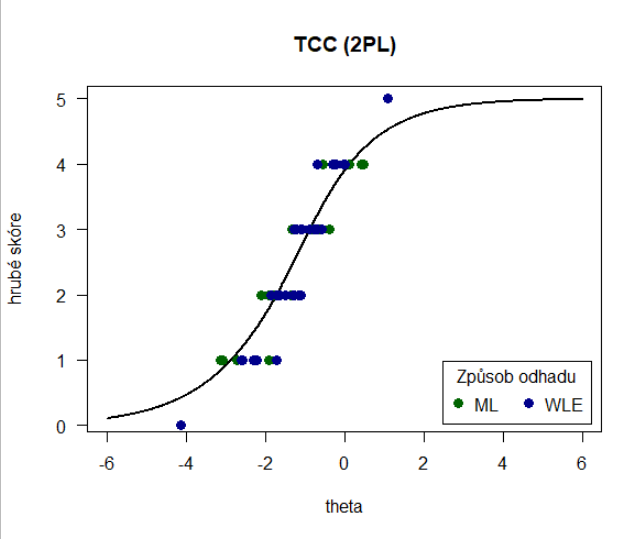 TCC (2PL)
hrubé skóre
5
4
3
2
1
0
-6 -4 -2 0 2 4 6
theta
Způsob odhadu
ML WLE